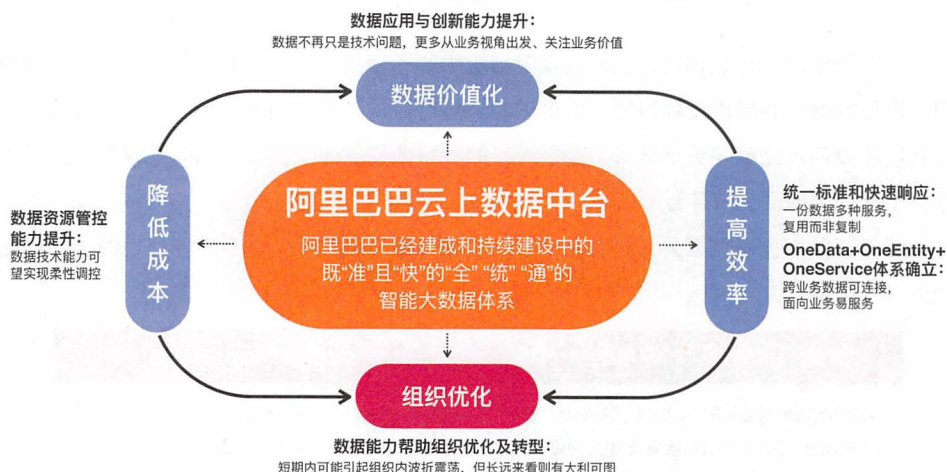 数据应用与创新能力提升：
数据不再只是技术问题，更多从业务视角出发、关注业务价值
数据价值化
降低成本
数据资源管控
能力提升：
数据技术能力可
望实现柔性调控
阿里巴巴云上数据中台
阿里巴巴已经建成和持续建设中的
既“准”且“快”的“全” “统” “通”的
智能大数据体系
提高效率
统一标准和快速响应：
一份数据多种服务，
复用而非复制
OneData+OneEntity+
OneService体系确立：
跨业务数据可连接，
面向业务易服务
组织优化
数据能力帮助组织优化及转型：
短期内可能引起组织内波折震荡，但长远来看则有大利可图